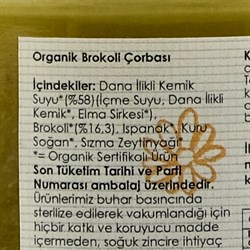 Organik Brokoli Çorbası
İçindekiler: Dana İlikli Kemik
Suyu*(%58)(İçme Suyu, Dana İlikli
Kemik*, Elma Sirkesi*),
Brokoli*(%16,3), Ispanak*, Kuru
Soğan*, Sızma Zeytinyağı*
*= Organik Sertifikalı Ürün
Son Tüketim Tarihi ve Parti
Numarası ambalaj üzerindedir.
Ürünlerimiz buhar basıncında
sterilize edilerek vakumlandığı için
hiçbir katkı ve koruyucu madde
içermeden, soğuk zincire ihtiyaç